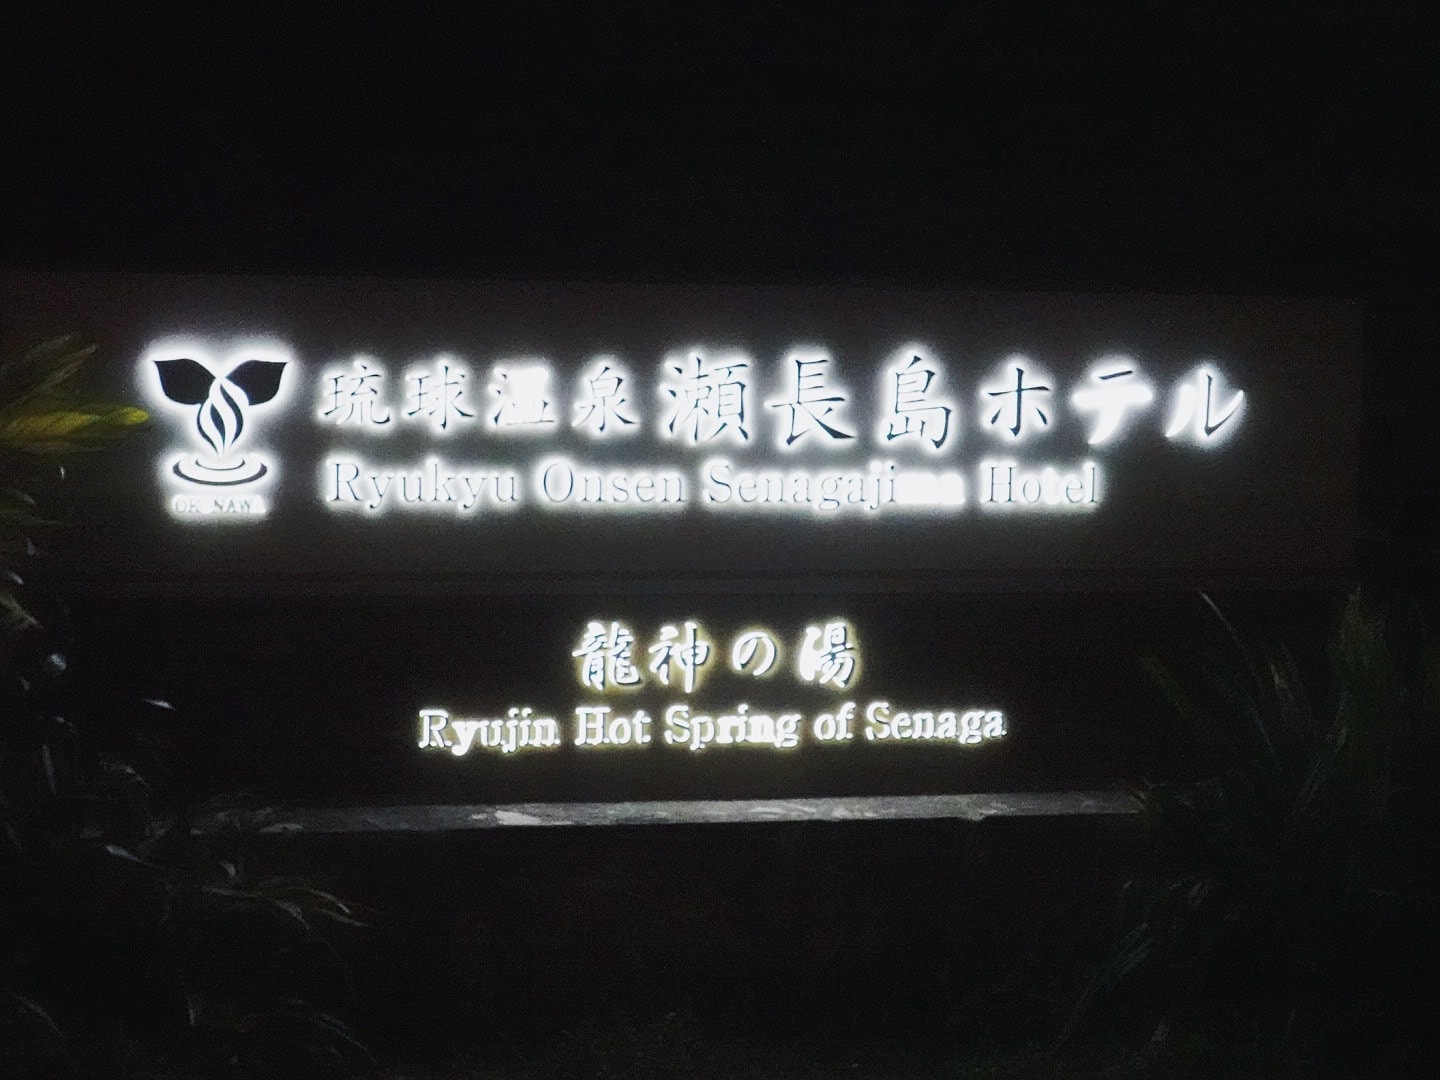 琉球温泉瀬長島ホテル
Ryukyu Onsen Senagajima Hotel
OKINAWA
龍神の湯
Ryujin Hot Spring of Senaga